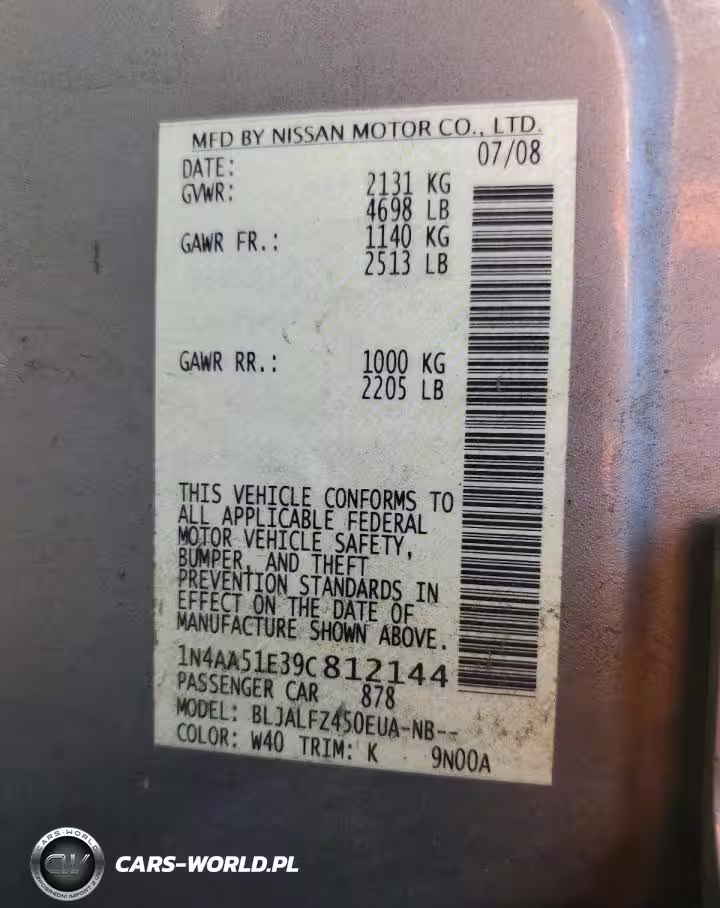 MFD BY NISSAN MOTOR CO., LTD.
DATE: 07/08
GVWR: 2131 KG
4698 LB
GAWR FR.: 1140 KG
2513 LB
GAWR RR.: 1000 KG
2205 LB
THIS VEHICLE CONFORMS TO
ALL APPLICABLE FEDERAL
MOTOR VEHICLE SAFETY,
BUMPER, AND THEFT
PREVENTION STANDARDS IN
EFFECT ON THE DATE OF
MANUFACTURE SHOWN ABOVE.
1N4AA51E39C812144
PASSENGER CAR 878
MODEL: BLJALFZ450EUA-NB--
COLOR: W40 TRIM: K 9N00A
CARS-WORLD
CW
CARS-WORLD.PL